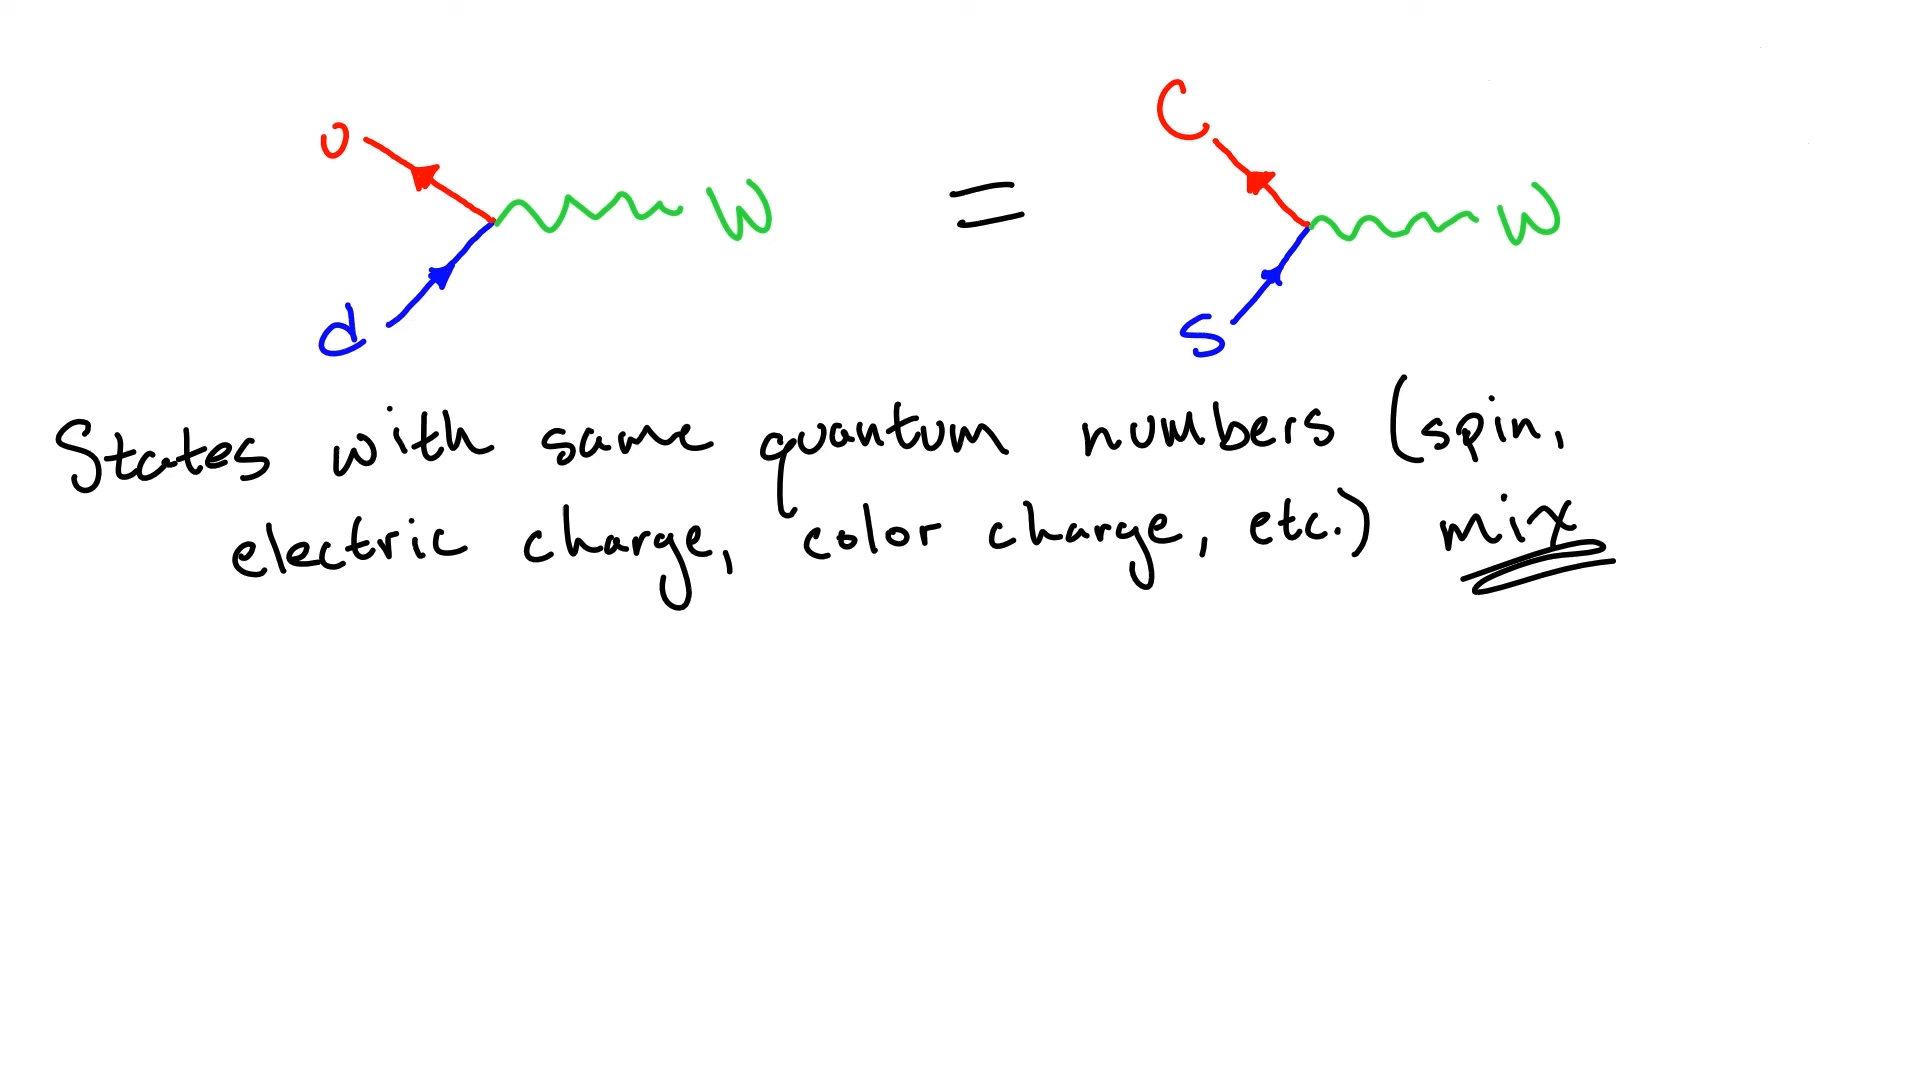 u
C
W
=
W
d
s
States with same quantum numbers (spin,
electric charge, color charge, etc.) mix